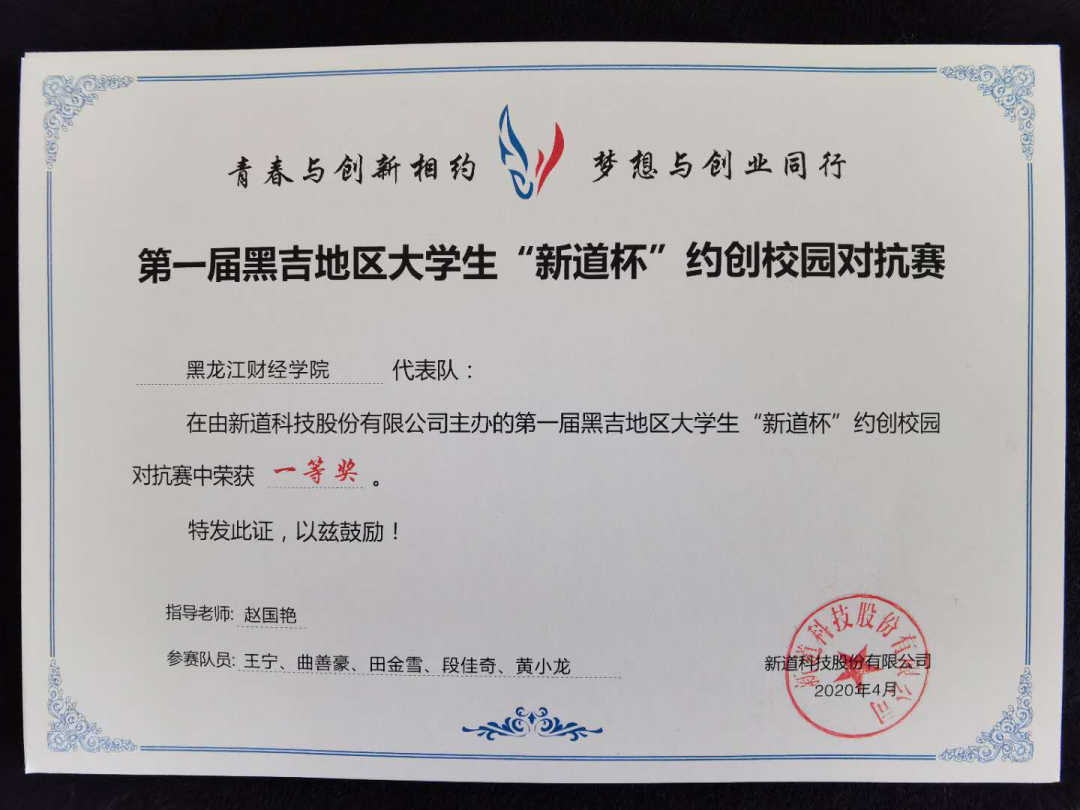 青春与创新相约 梦想与创业同行
第一届黑吉地区大学生“新道杯”约创校园对抗赛
黑龙江财经学院 代表队：
在由新道科技股份有限公司主办的第一届黑吉地区大学生“新道杯”约创校园
对抗赛中荣获 一等奖 。
特发此证，以兹鼓励！
指导老师: 赵国艳
参赛队员: 王宁、曲善豪、田金雪、段佳奇、黄小龙
新道科技股份有限公司
2020年4月
新道科技股份有限公司